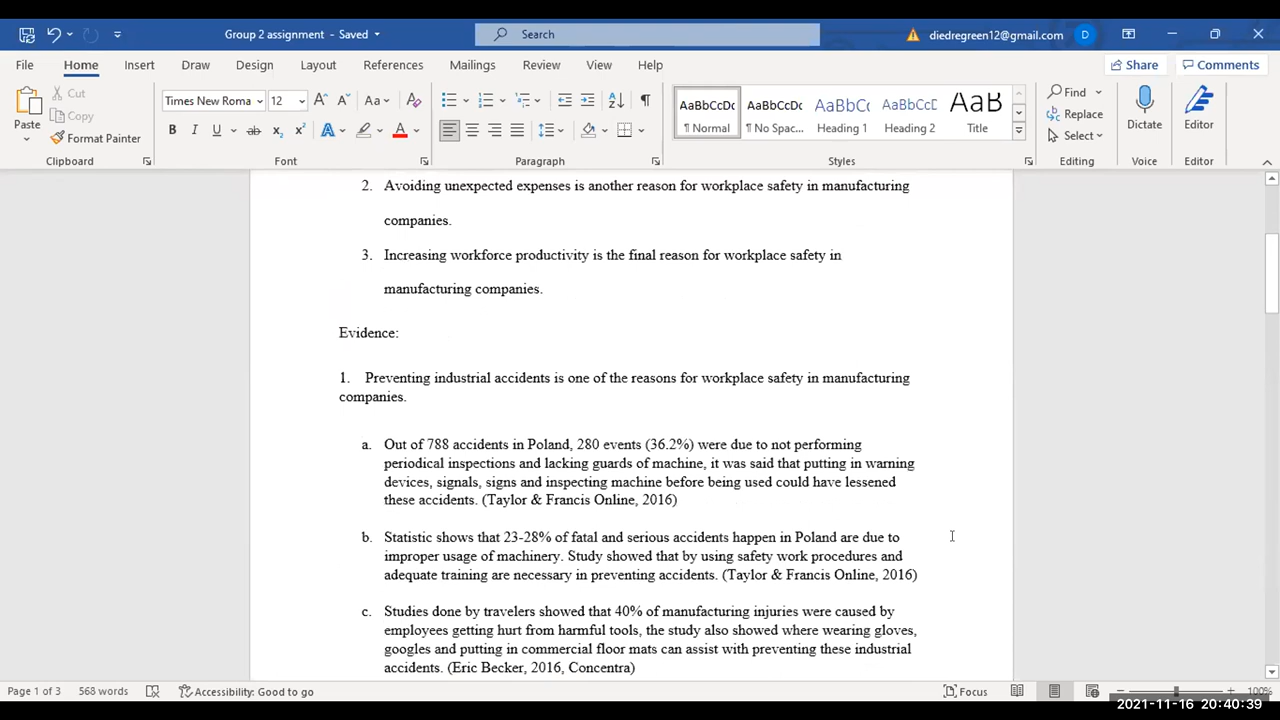 Group 2 assignment - Saved
Search
diedregreen12@gmail.com
D
File
Home
Insert
Draw
Design
Layout
References
Mailings
Review
View
Help
Share
Comments
Paste
Cut
Copy
Format Painter
Clipboard
Times New Roma
12
Font
Paragraph
AaBbCcDc
¶ Normal
AaBbCcDc
¶ No Spac...
AaBbCc
Heading 1
AaBbCcD
Heading 2
AaB
Title
Styles
Find
Replace
Select
Editing
Dictate
Voice
Editor
Editor
2. Avoiding unexpected expenses is another reason for workplace safety in manufacturing
companies.
3. Increasing workforce productivity is the final reason for workplace safety in
manufacturing companies.
Evidence:
1. Preventing industrial accidents is one of the reasons for workplace safety in manufacturing
companies.
a. Out of 788 accidents in Poland, 280 events (36.2%) were due to not performing
periodical inspections and lacking guards of machine, it was said that putting in warning
devices, signals, signs and inspecting machine before being used could have lessened
these accidents. (Taylor & Francis Online, 2016)
b. Statistic shows that 23-28% of fatal and serious accidents happen in Poland are due to
improper usage of machinery. Study showed that by using safety work procedures and
adequate training are necessary in preventing accidents. (Taylor & Francis Online, 2016)
c. Studies done by travelers showed that 40% of manufacturing injuries were caused by
employees getting hurt from harmful tools, the study also showed where wearing gloves,
googles and putting in commercial floor mats can assist with preventing these industrial
accidents. (Eric Becker, 2016, Concentra)
Page 1 of 3
568 words
Accessibility: Good to go
Focus
100%
2021-11-16 20:40:39